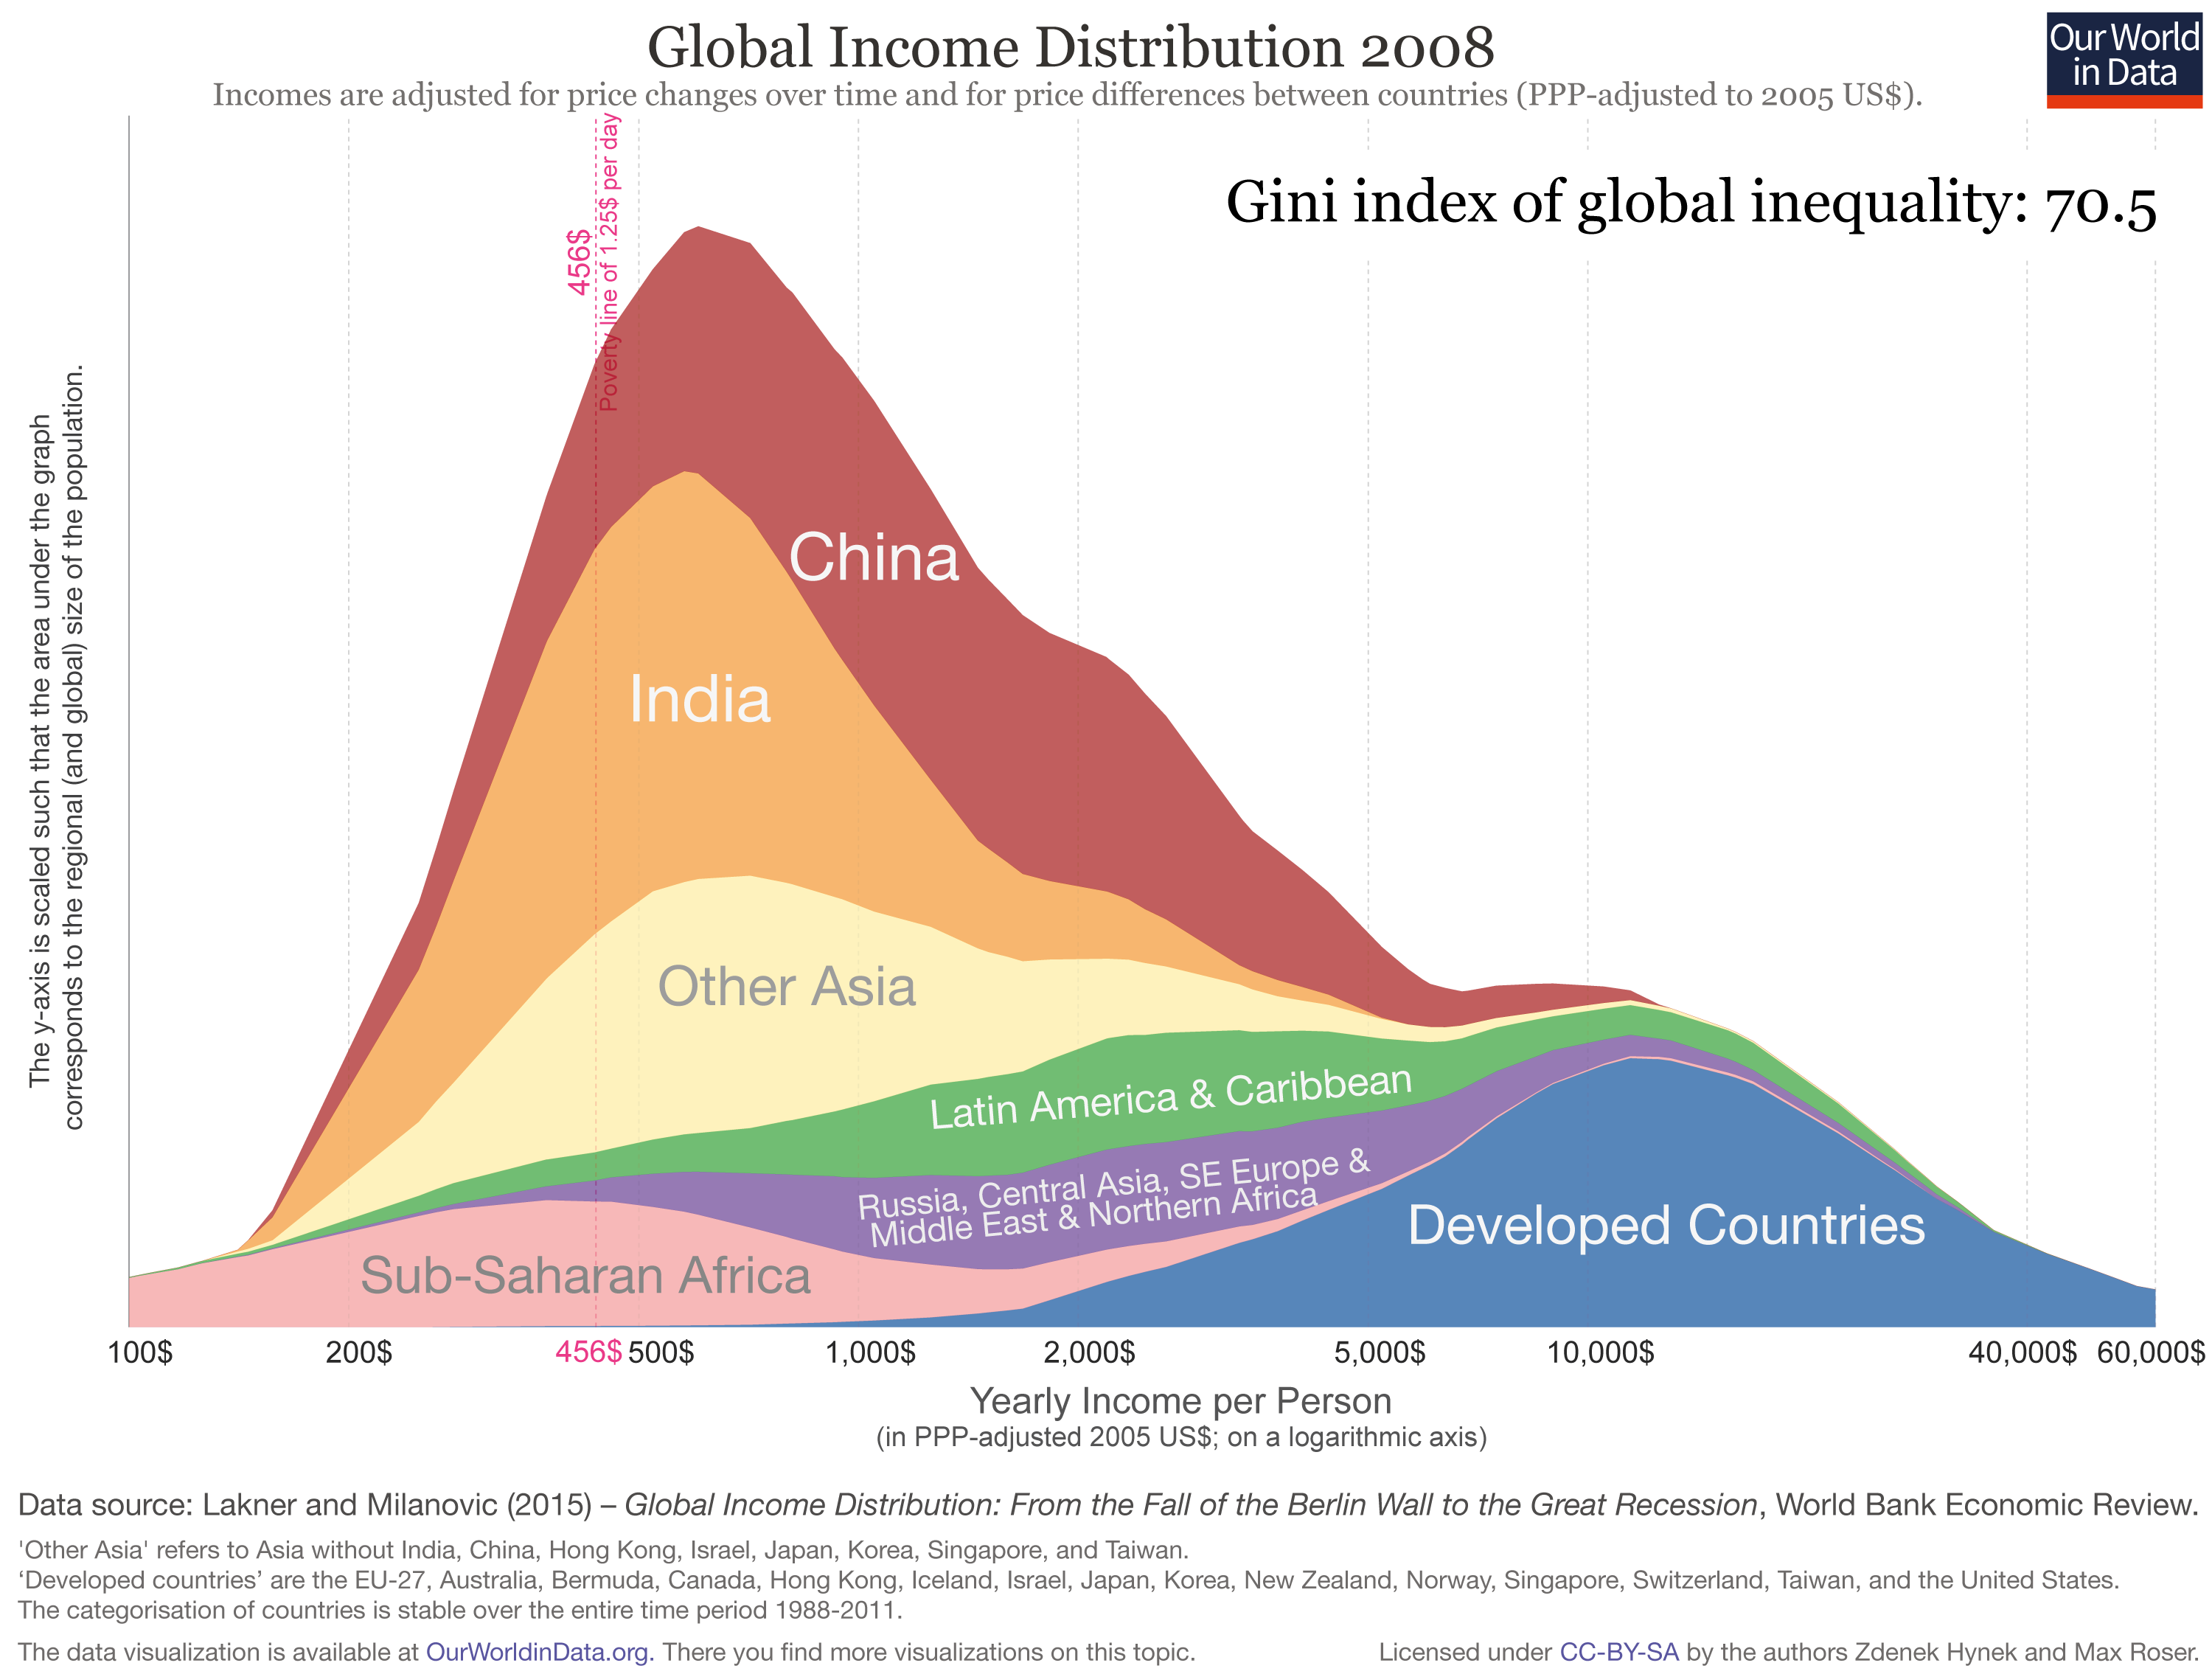 Global Income Distribution 2008
Incomes are adjusted for price changes over time and for price differences between countries (PPP-adjusted to 2005 US$).
Our World
in Data
Gini index of global inequality: 70.5
456$
Poverty line of 1.25$ per day
The y-axis is scaled such that the area under the graph
corresponds to the regional (and global) size of the population.
China
India
Other Asia
Latin America & Caribbean
Russia, Central Asia, SE Europe &
Middle East & Northern Africa
Developed Countries
Sub-Saharan Africa
100$ 200$ 456$ 500$ 1,000$ 2,000$ 5,000$ 10,000$ 40,000$ 60,000$
Yearly Income per Person
(in PPP-adjusted 2005 US$; on a logarithmic axis)
Data source: Lakner and Milanovic (2015) – Global Income Distribution: From the Fall of the Berlin Wall to the Great Recession, World Bank Economic Review.
'Other Asia' refers to Asia without India, China, Hong Kong, Israel, Japan, Korea, Singapore, and Taiwan.
‘Developed countries’ are the EU-27, Australia, Bermuda, Canada, Hong Kong, Iceland, Israel, Japan, Korea, New Zealand, Norway, Singapore, Switzerland, Taiwan, and the United States.
The categorisation of countries is stable over the entire time period 1988-2011.
The data visualization is available at OurWorldinData.org. There you find more visualizations on this topic.
Licensed under CC-BY-SA by the authors Zdenek Hynek and Max Roser.